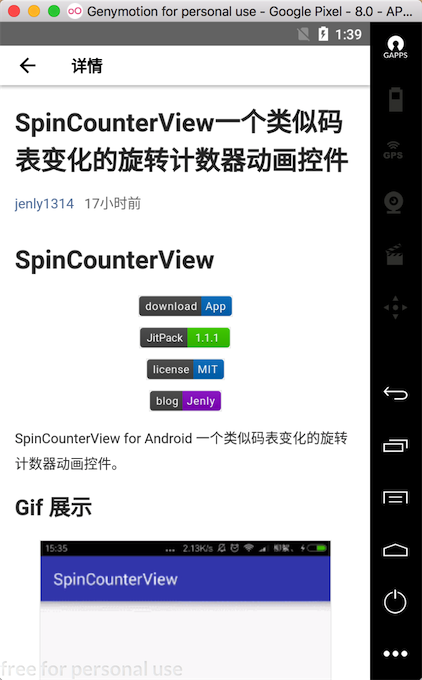 Genymotion for personal use - Google Pixel - 8.0 - AP...
1:39
GAPPS
详情
SpinCounterView一个类似码
表变化的旋转计数器动画控件
GPS
jenly1314 17小时前
SpinCounterView
download App
JitPack 1.1.1
license MIT
blog Jenly
SpinCounterView for Android 一个类似码表变化的旋转
计数器动画控件。
Gif 展示
15:35 ... 2.13K/s
SpinCounterView
free for personal use